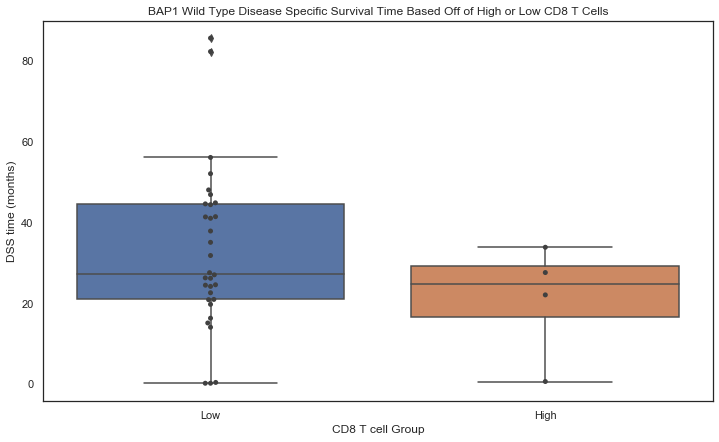 BAP1 Wild Type Disease Specific Survival Time Based Off of High or Low CD8 T Cells
80
60
40
20
0
DSS time (months)
Low
High
CD8 T cell Group